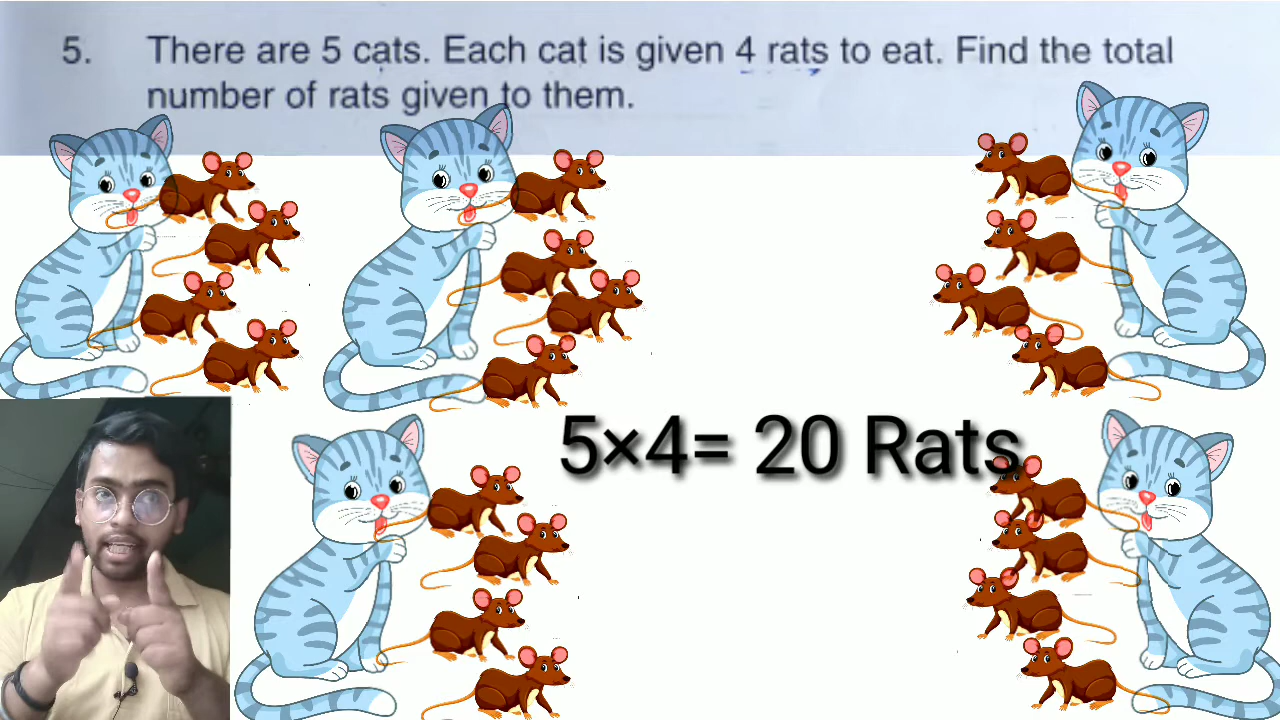 5. There are 5 cats. Each cat is given 4 rats to eat. Find the total
number of rats given to them.
5×4= 20 Rats